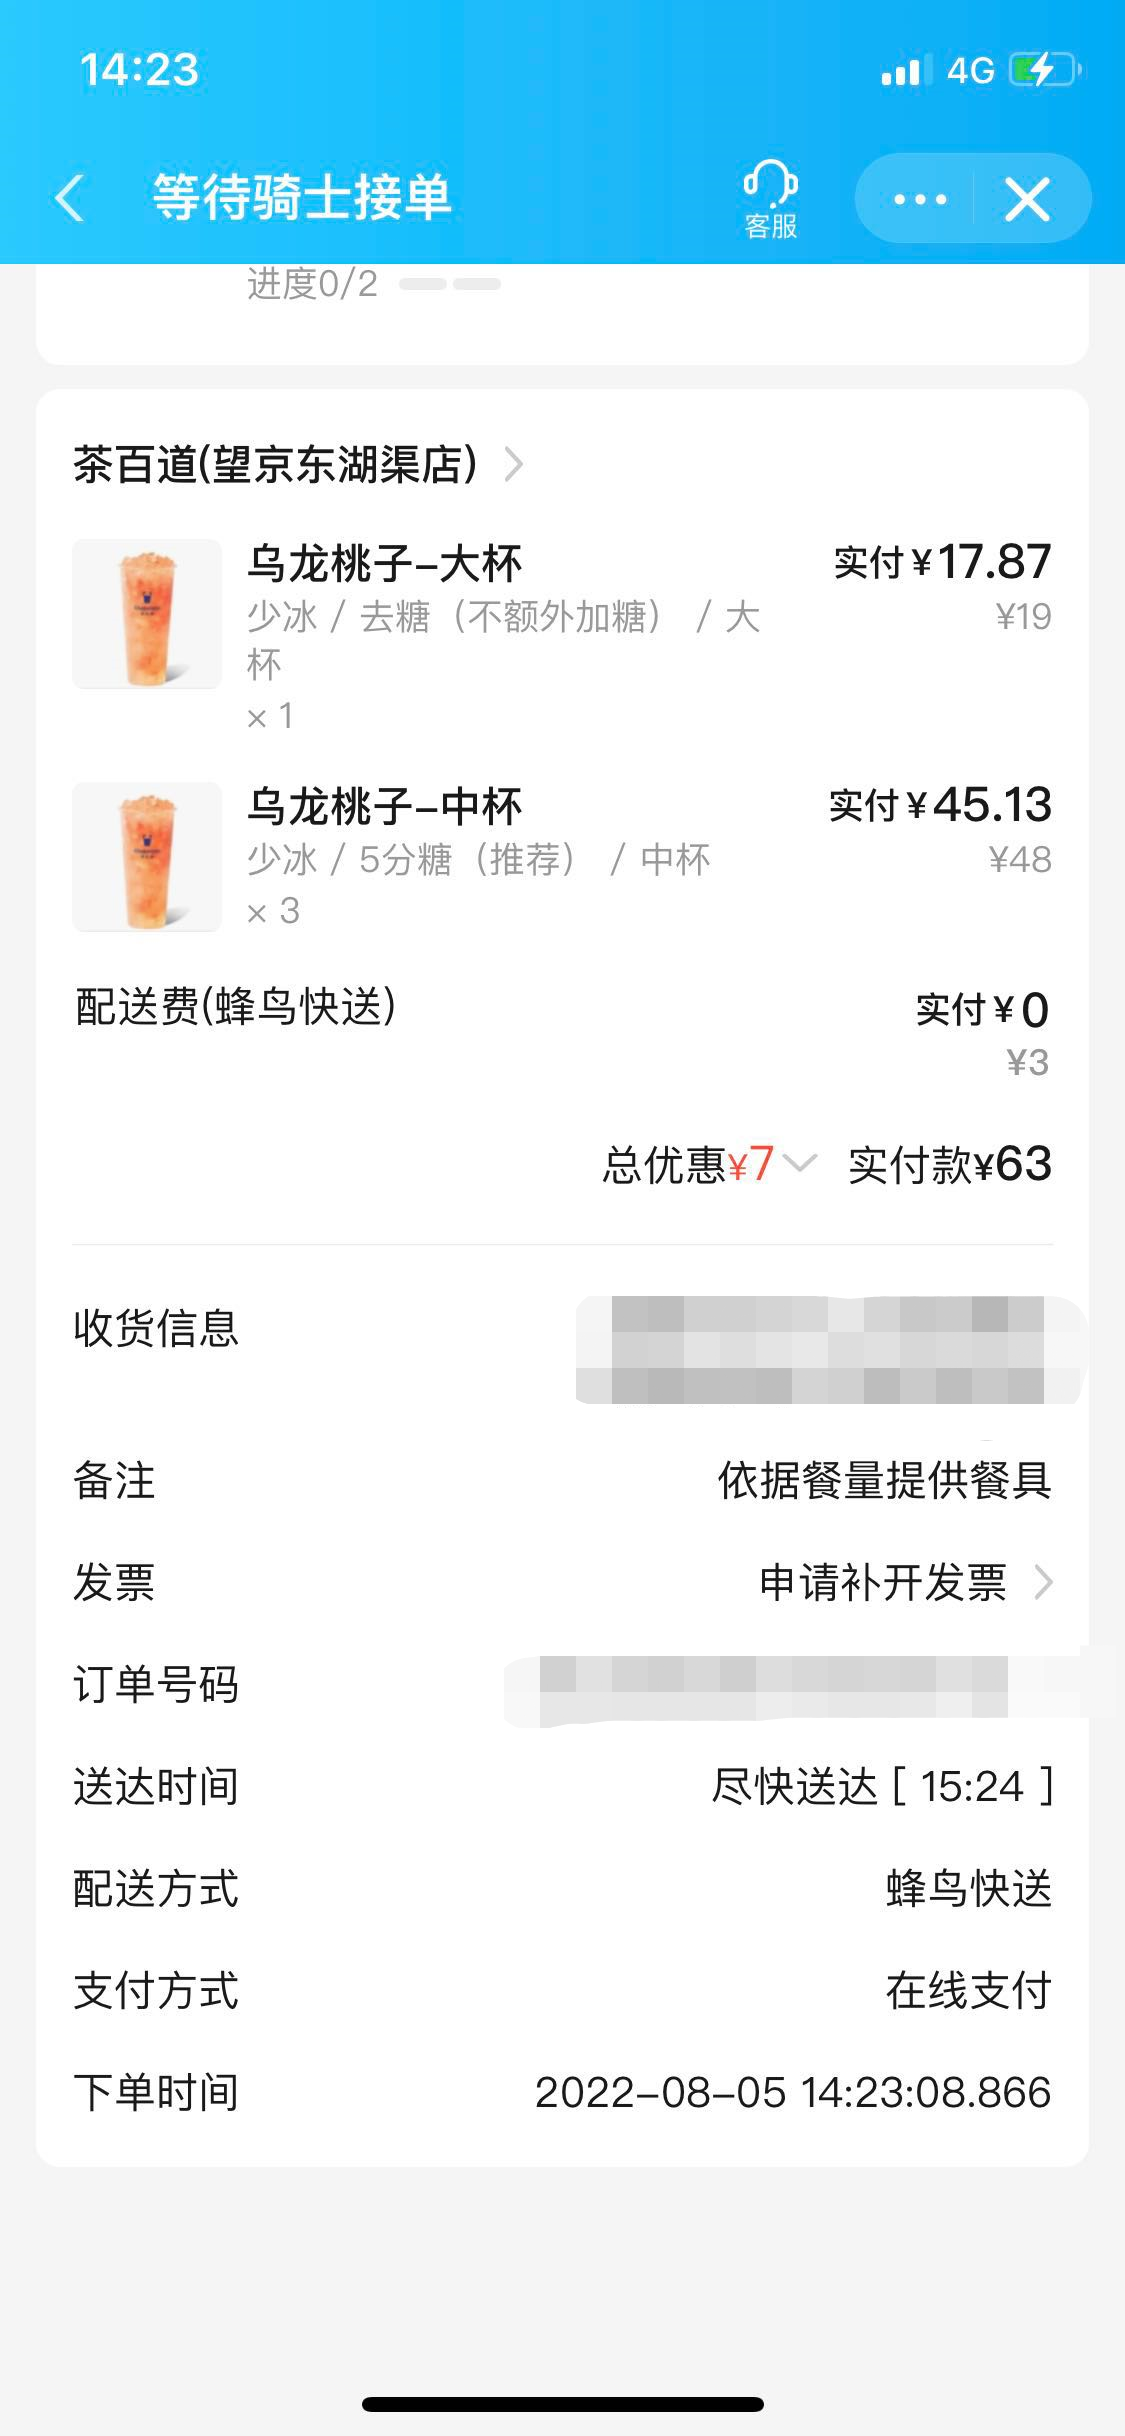 14:23
4G
等待骑士接单
客服
进度0/2
茶百道(望京东湖渠店)
乌龙桃子-大杯
实付¥17.87
少冰 / 去糖（不额外加糖） / 大
¥19
杯
× 1
乌龙桃子-中杯
实付¥45.13
少冰 / 5分糖（推荐） / 中杯
¥48
× 3
配送费(蜂鸟快送)
实付¥0
¥3
总优惠¥7 实付款¥63
收货信息
备注
依据餐量提供餐具
发票
申请补开发票
订单号码
送达时间
尽快送达 [ 15:24 ]
配送方式
蜂鸟快送
支付方式
在线支付
下单时间
2022-08-05 14:23:08.866